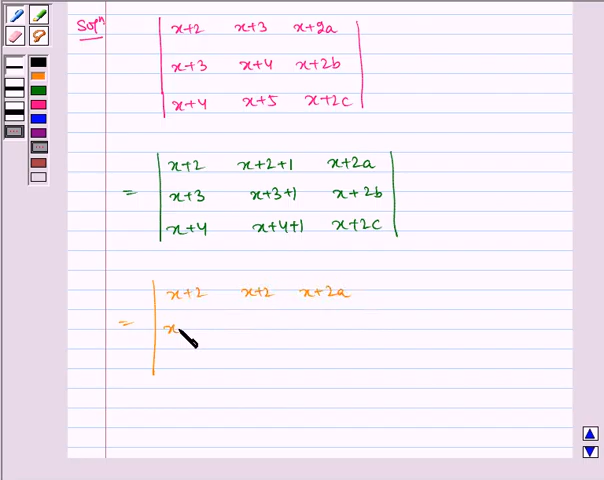 Solⁿ
x+2 x+3 x+2a
x+3 x+4 x+2b
x+4 x+5 x+2c
x+2 x+2+1 x+2a
= x+3 x+3+1 x+2b
x+4 x+4+1 x+2c
x+2 x+2 x+2a
= x